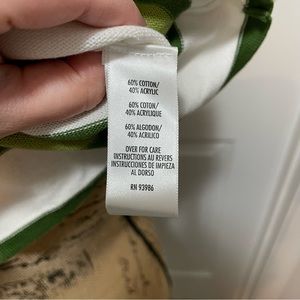 60% COTTON/
40% ACRYLIC
60% COTON/
40% ACRYLIQUE
60% ALGODON/
40% ACRILICO
OVER FOR CARE
INSTRUCTIONS AU REVERS
INSTRUCCIONES DE LIMPIEZA
AL DORSO
RN 93986